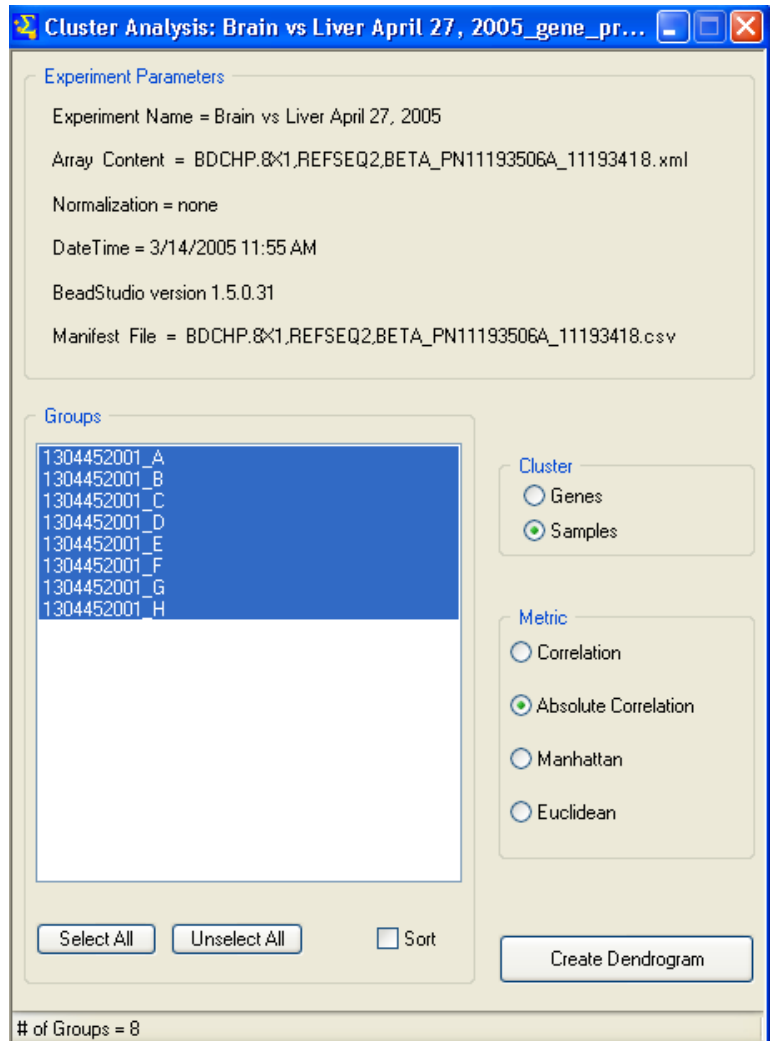 Cluster Analysis: Brain vs Liver April 27, 2005_gene_pr...
Experiment Parameters
Experiment Name = Brain vs Liver April 27, 2005
Array Content = BDCHP.8X1,REFSEQ2,BETA_PN11193506A_11193418.xml
Normalization = none
DateTime = 3/14/2005 11:55 AM
BeadStudio version 1.5.0.31
Manifest File = BDCHP.8X1,REFSEQ2,BETA_PN11193506A_11193418.csv
Groups
1304452001_A
1304452001_B
1304452001_C
1304452001_D
1304452001_E
1304452001_F
1304452001_G
1304452001_H
Select All
Unselect All
Sort
Cluster
Genes
Samples
Metric
Correlation
Absolute Correlation
Manhattan
Euclidean
Create Dendrogram
# of Groups = 8